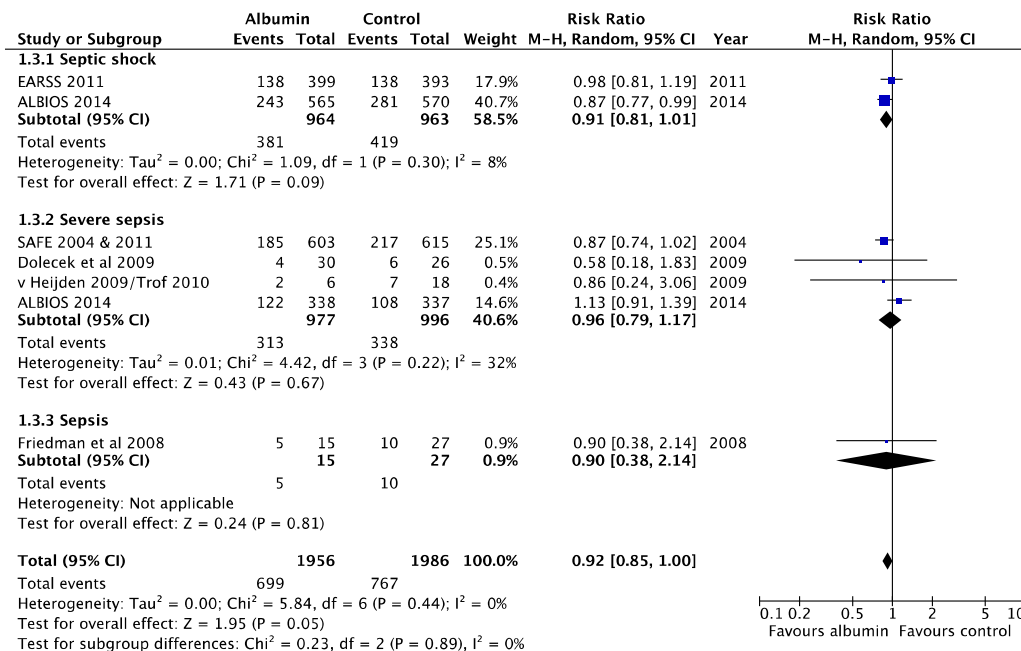 Albumin Control Risk Ratio Risk Ratio
Study or Subgroup Events Total Events Total Weight M-H, Random, 95% CI Year M-H, Random, 95% CI
1.3.1 Septic shock
EARSS 2011 138 399 138 393 17.9% 0.98 [0.81, 1.19] 2011
ALBIOS 2014 243 565 281 570 40.7% 0.87 [0.77, 0.99] 2014
Subtotal (95% CI) 964 963 58.5% 0.91 [0.81, 1.01]
Total events 381 419
Heterogeneity: Tau² = 0.00; Chi² = 1.09, df = 1 (P = 0.30); I² = 8%
Test for overall effect: Z = 1.71 (P = 0.09)
1.3.2 Severe sepsis
SAFE 2004 & 2011 185 603 217 615 25.1% 0.87 [0.74, 1.02] 2004
Dolecek et al 2009 4 30 6 26 0.5% 0.58 [0.18, 1.83] 2009
v Heijden 2009/Trof 2010 2 6 7 18 0.4% 0.86 [0.24, 3.06] 2009
ALBIOS 2014 122 338 108 337 14.6% 1.13 [0.91, 1.39] 2014
Subtotal (95% CI) 977 996 40.6% 0.96 [0.79, 1.17]
Total events 313 338
Heterogeneity: Tau² = 0.01; Chi² = 4.42, df = 3 (P = 0.22); I² = 32%
Test for overall effect: Z = 0.43 (P = 0.67)
1.3.3 Sepsis
Friedman et al 2008 5 15 10 27 0.9% 0.90 [0.38, 2.14] 2008
Subtotal (95% CI) 15 27 0.9% 0.90 [0.38, 2.14]
Total events 5 10
Heterogeneity: Not applicable
Test for overall effect: Z = 0.24 (P = 0.81)
Total (95% CI) 1956 1986 100.0% 0.92 [0.85, 1.00]
Total events 699 767
Heterogeneity: Tau² = 0.00; Chi² = 5.84, df = 6 (P = 0.44); I² = 0%
Test for overall effect: Z = 1.95 (P = 0.05)
Test for subgroup differences: Chi² = 0.23, df = 2 (P = 0.89), I² = 0%
0.1 0.2 0.5 1 2 5 10
Favours albumin Favours control